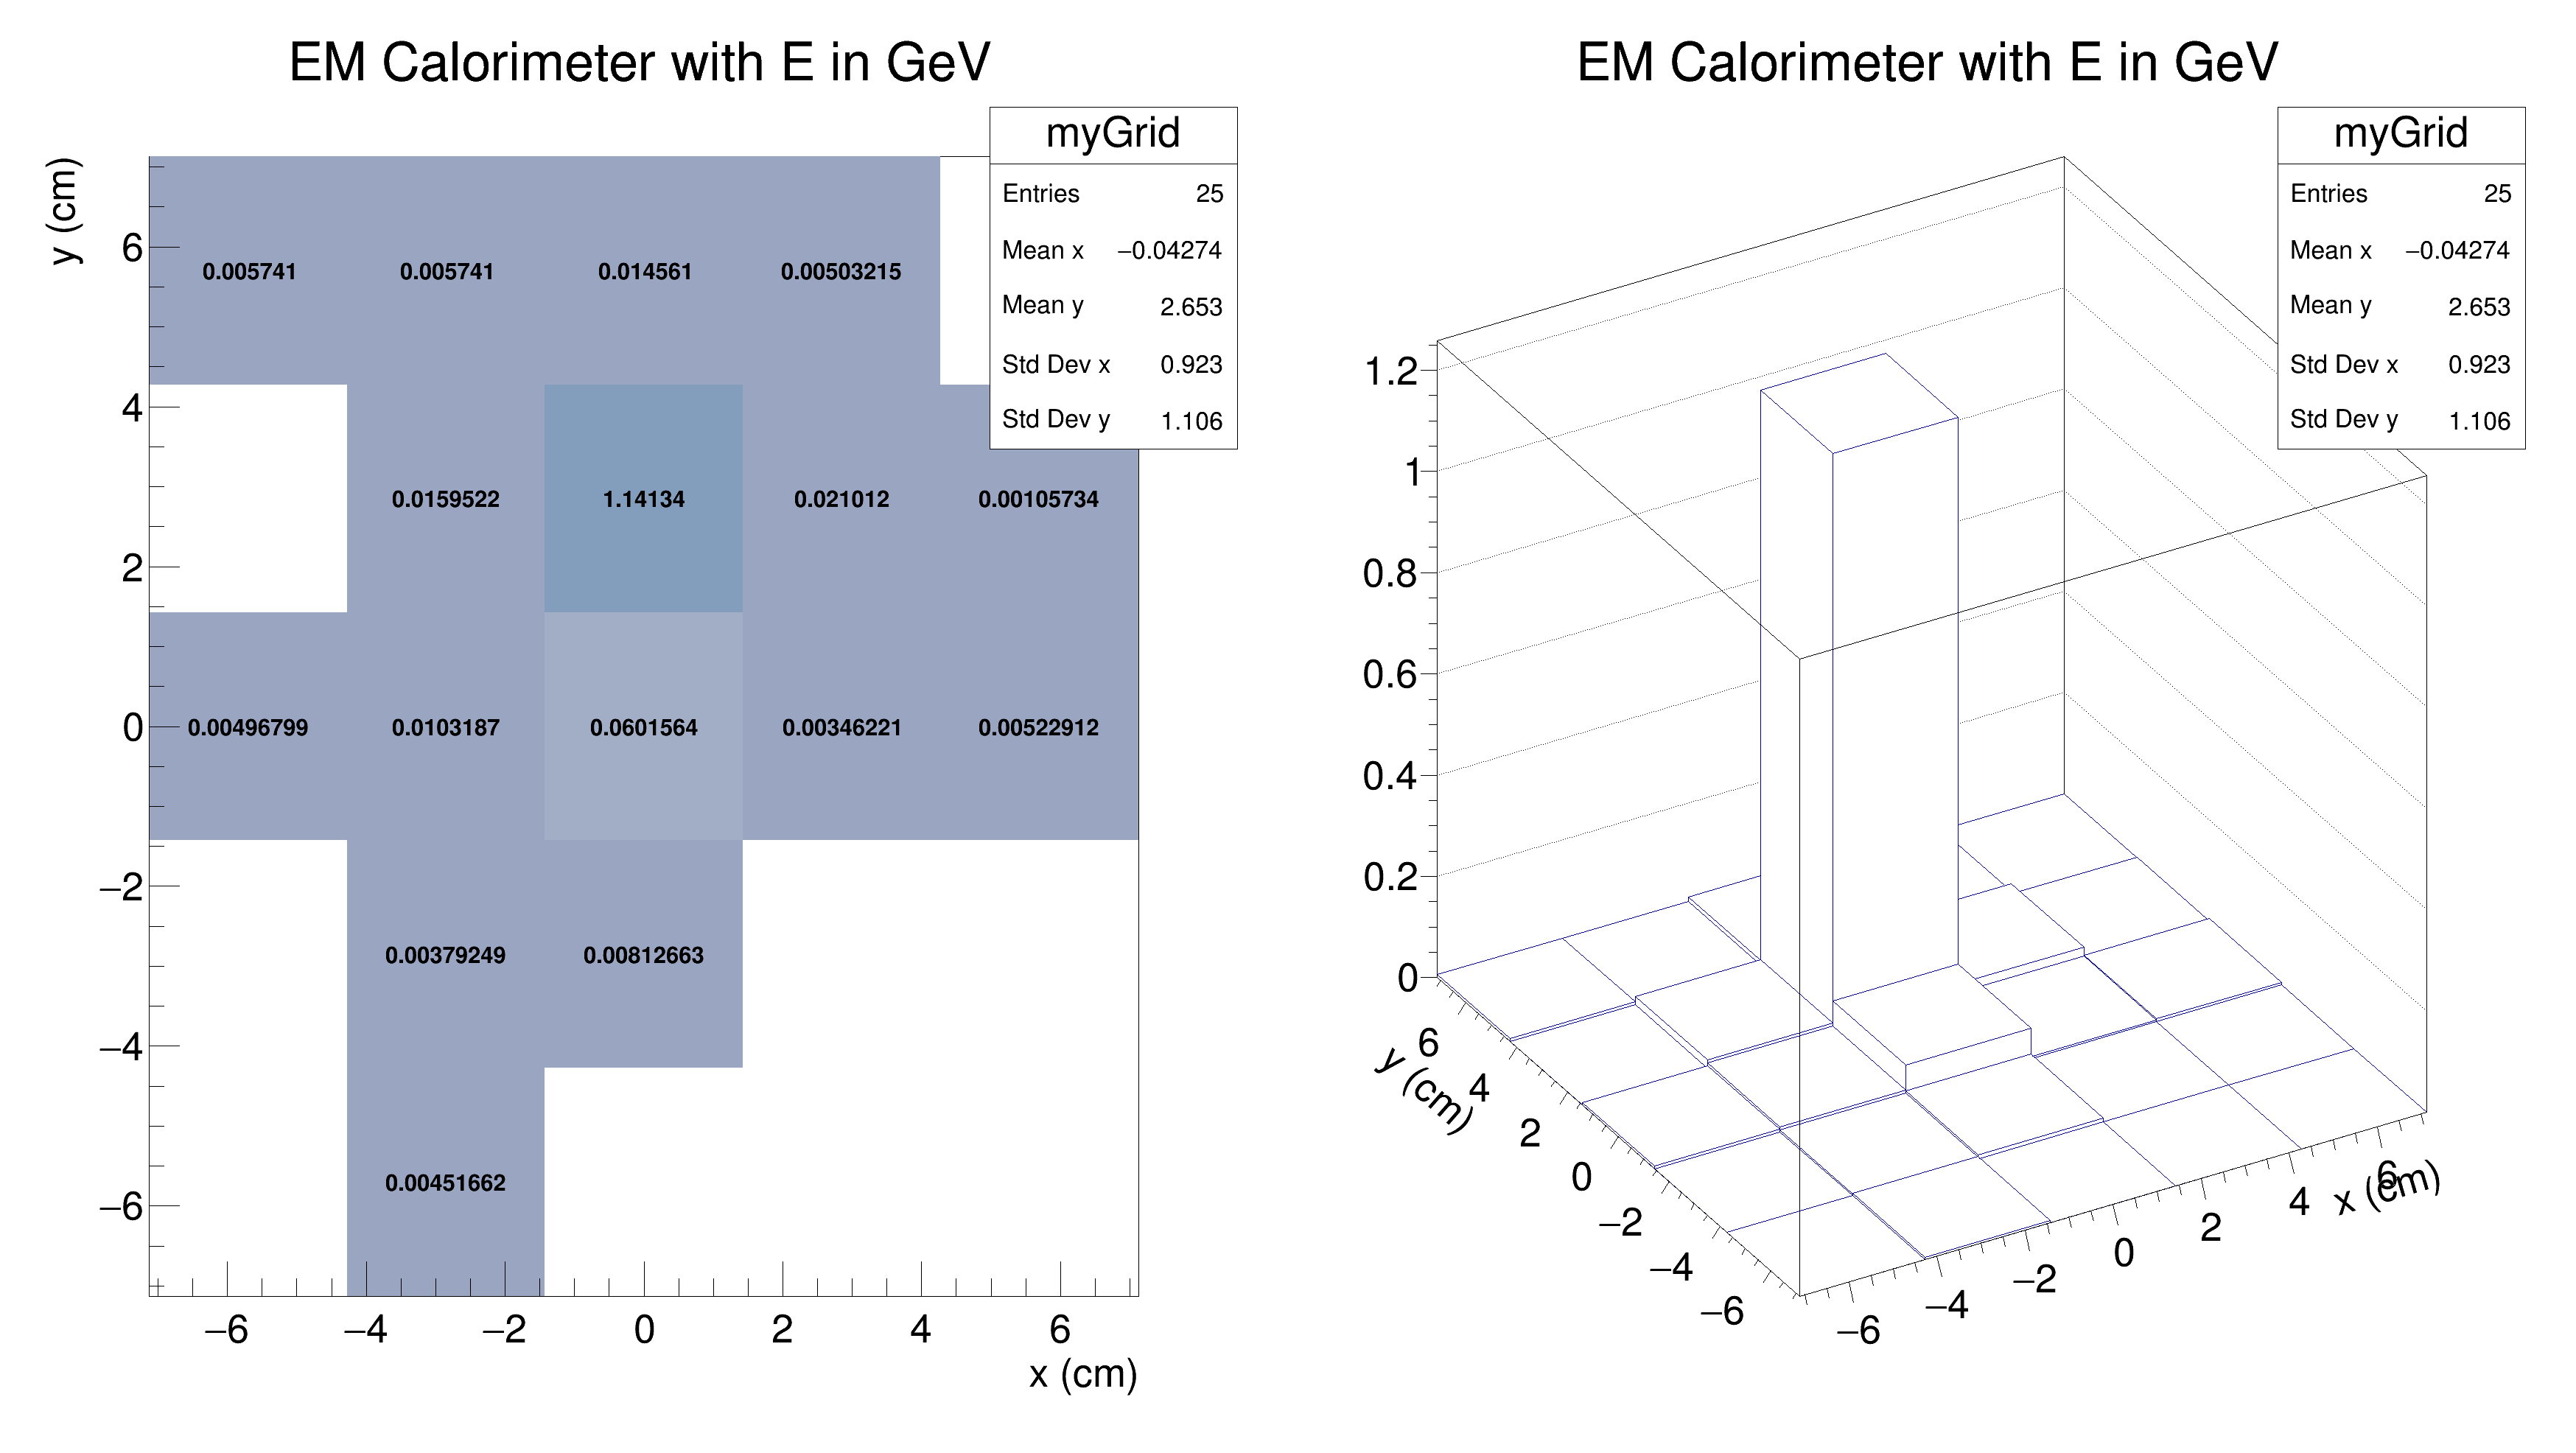 EM Calorimeter with E in GeV
myGrid
Entries 25
Mean x −0.04274
Mean y 2.653
Std Dev x 0.923
Std Dev y 1.106
y (cm)
6
4
2
0
−2
−4
−6
0.005741 0.005741 0.014561 0.00503215
0.0159522 1.14134 0.021012 0.00105734
0.00496799 0.0103187 0.0601564 0.00346221 0.00522912
0.00379249 0.00812663
0.00451662
−6 −4 −2 0 2 4 6
x (cm)
EM Calorimeter with E in GeV
myGrid
Entries 25
Mean x −0.04274
Mean y 2.653
Std Dev x 0.923
Std Dev y 1.106
1.2
1
0.8
0.6
0.4
0.2
0
y (cm)
6
4
2
0
−2
−4
−6
−6 −4 −2 0 2 4 6
x (cm)